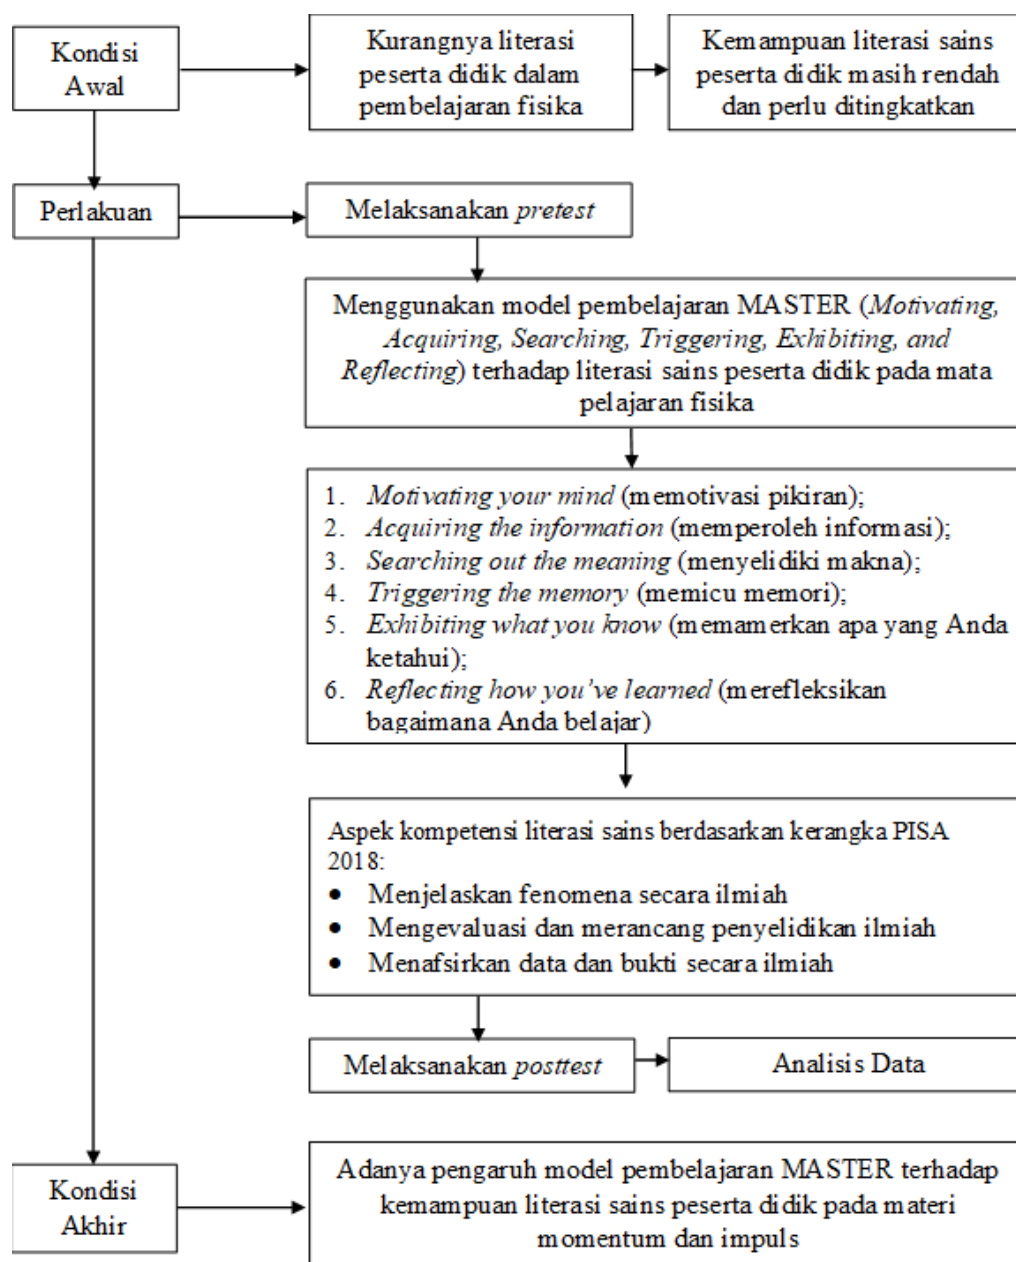 Kondisi
Awal
Kurangnya literasi
peserta didik dalam
pembelajaran fisika
Kemampuan literasi sains
peserta didik masih rendah
dan perlu ditingkatkan
Perlakuan
Melaksanakan pretest
Menggunakan model pembelajaran MASTER (Motivating,
Acquiring, Searching, Triggering, Exhibiting, and
Reflecting) terhadap literasi sains peserta didik pada mata
pelajaran fisika
1. Motivating your mind (memotivasi pikiran);
2. Acquiring the information (memperoleh informasi);
3. Searching out the meaning (menyelidiki makna);
4. Triggering the memory (memicu memori);
5. Exhibiting what you know (memamerkan apa yang Anda
ketahui);
6. Reflecting how you've learned (merefleksikan
bagaimana Anda belajar)
Aspek kompetensi literasi sains berdasarkan kerangka PISA
2018:
• Menjelaskan fenomena secara ilmiah
• Mengevaluasi dan merancang penyelidikan ilmiah
• Menafsirkan data dan bukti secara ilmiah
Melaksanakan posttest
Analisis Data
Kondisi
Akhir
Adanya pengaruh model pembelajaran MASTER terhadap
kemampuan literasi sains peserta didik pada materi
momentum dan impuls